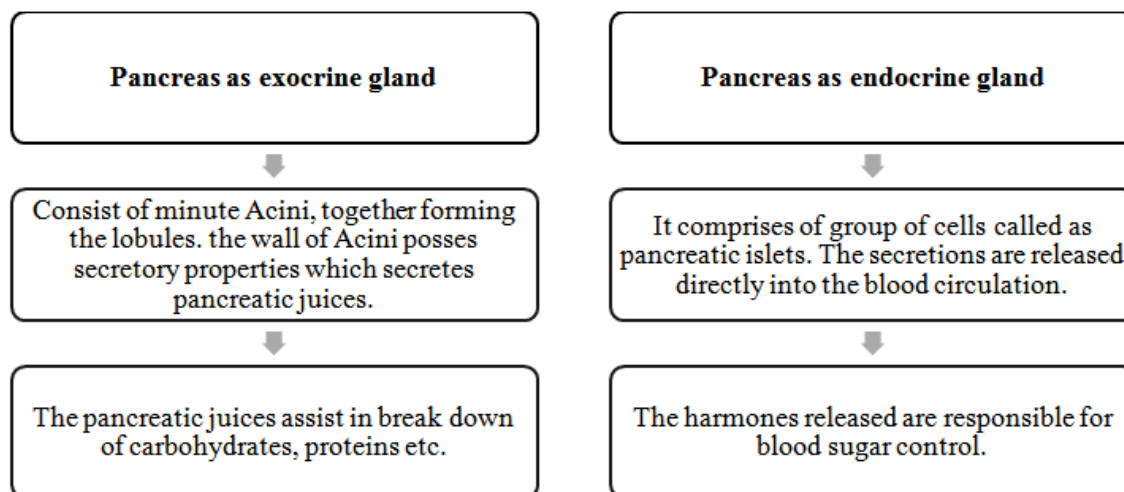 Pancreas as exocrine gland
Consist of minute Acini, together forming
the lobules. the wall of Acini posses
secretory properties which secretes
pancreatic juices.
The pancreatic juices assist in break down
of carbohydrates, proteins etc.
Pancreas as endocrine gland
It comprises of group of cells called as
pancreatic islets. The secretions are released
directly into the blood circulation.
The harmones released are responsible for
blood sugar control.